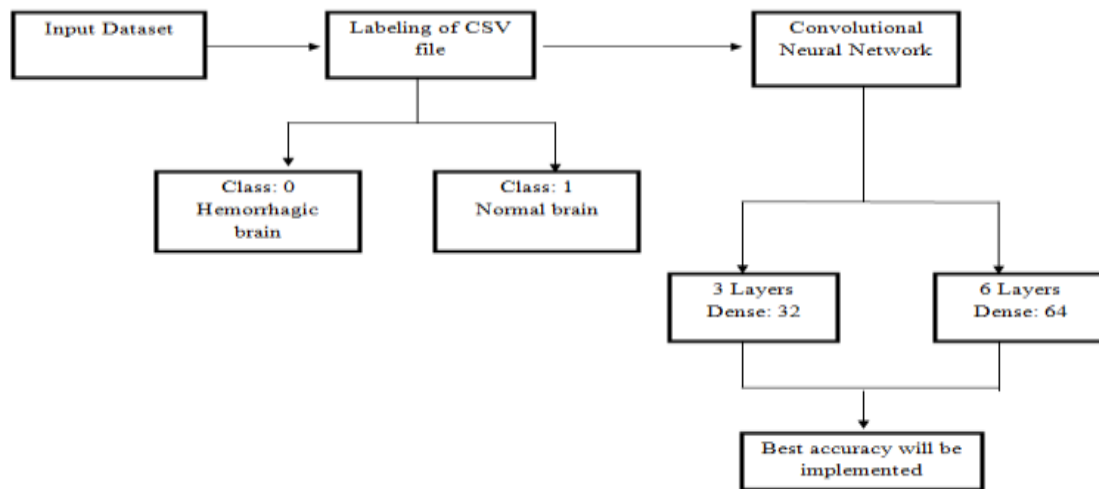 Input Dataset
Labeling of CSV
file
Convolutional
Neural Network
Class: 0
Hemorrhagic
brain
Class: 1
Normal brain
3 Layers
Dense: 32
6 Layers
Dense: 64
Best accuracy will be
implemented